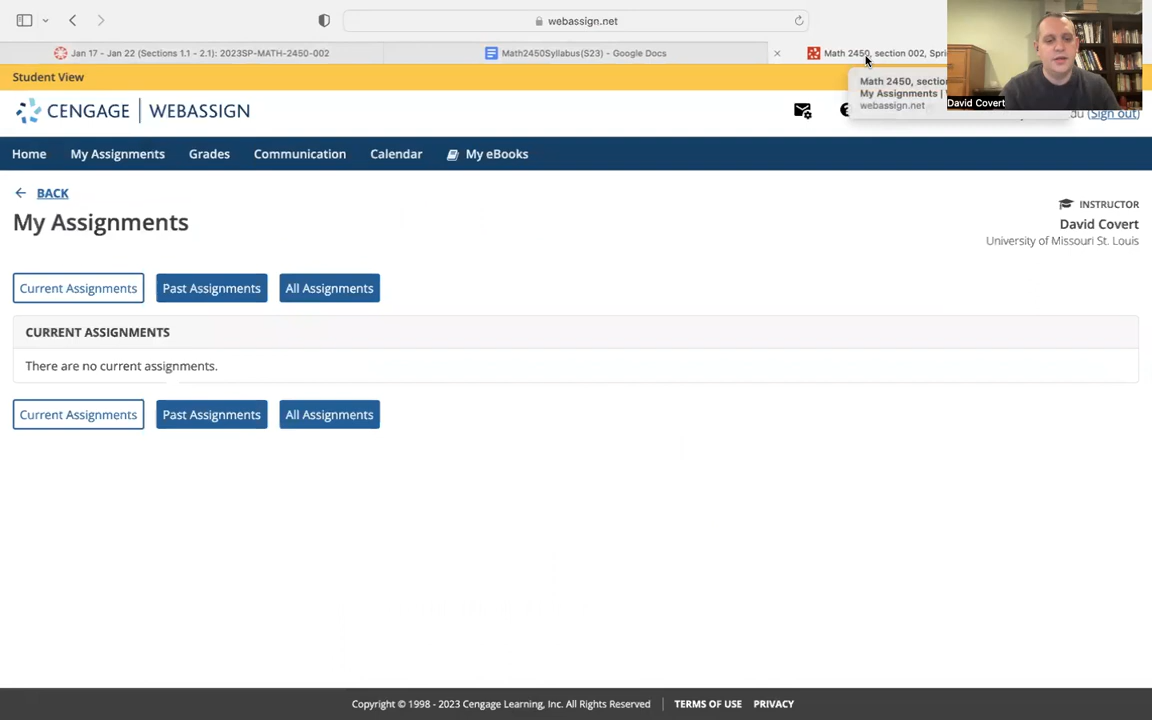 webassign.net
Jan 17 - Jan 22 (Sections 1.1 - 2.1): 2023SP-MATH-2450-002
Math2450Syllabus(S23) - Google Docs
Math 2450, section 002, Spri
Student View
Math 2450, sectio
My Assignments |
webassign.net
David Covert
CENGAGE | WEBASSIGN
du (Sign out)
Home
My Assignments
Grades
Communication
Calendar
My eBooks
BACK
My Assignments
INSTRUCTOR
David Covert
University of Missouri St. Louis
Current Assignments
Past Assignments
All Assignments
CURRENT ASSIGNMENTS
There are no current assignments.
Current Assignments
Past Assignments
All Assignments
Copyright © 1998 - 2023 Cengage Learning, Inc. All Rights Reserved
TERMS OF USE
PRIVACY